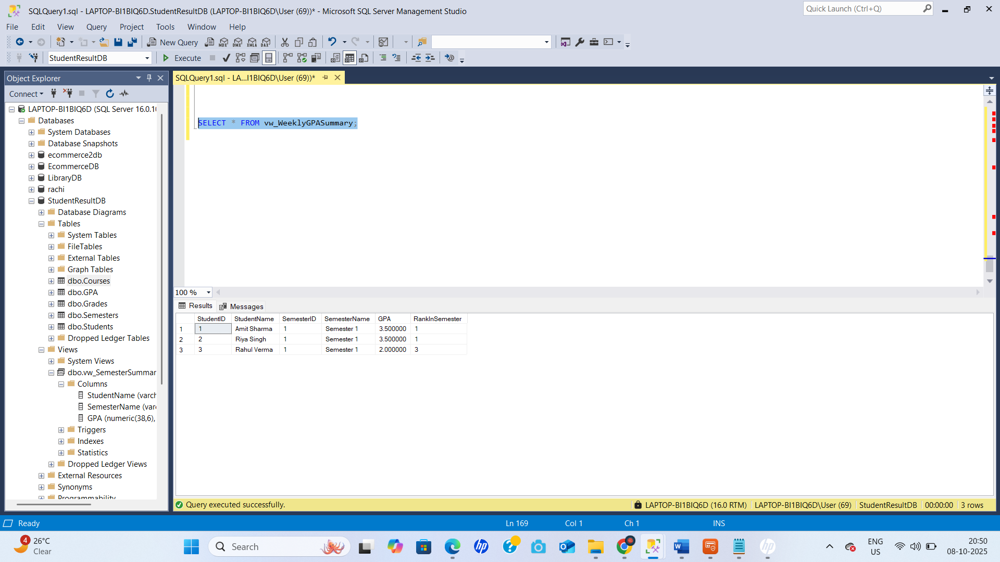 SQLQuery1.sql - LAPTOP-BI1BIQ6D.StudentResultDB (LAPTOP-BI1BIQ6D\User (69))* - Microsoft SQL Server Management Studio
Quick Launch (Ctrl+Q)
File Edit View Query Project Tools Window Help
New Query MDX DMX XMLA DAX
StudentResultDB Execute
Object Explorer
SQLQuery1.sql - LA...I1BIQ6D\User (69))*
Connect
LAPTOP-BI1BIQ6D (SQL Server 16.0.10
Databases
System Databases
Database Snapshots
ecommerce2db
EcommerceDB
LibraryDB
rachi
StudentResultDB
Database Diagrams
Tables
System Tables
FileTables
External Tables
Graph Tables
dbo.Courses
dbo.GPA
dbo.Grades
dbo.Semesters
dbo.Students
Dropped Ledger Tables
Views
System Views
dbo.vw_SemesterSummar
Columns
StudentName (varch
SemesterName (varc
GPA (numeric(38,6),
Triggers
Indexes
Statistics
Dropped Ledger Views
External Resources
Synonyms
Programmability
SELECT * FROM vw_WeeklyGPASummary;
100 %
Results Messages
StudentID StudentName SemesterID SemesterName GPA RankInSemester
1 1 Amit Sharma 1 Semester 1 3.500000 1
2 2 Riya Singh 1 Semester 1 3.500000 1
3 3 Rahul Verma 1 Semester 1 2.000000 3
Query executed successfully.
LAPTOP-BI1BIQ6D (16.0 RTM) LAPTOP-BI1BIQ6D\User (69) StudentResultDB 00:00:00 3 rows
Ready Ln 169 Col 1 Ch 1 INS
4 26°C
Clear
Search
ENG
US
20:50
08-10-2025